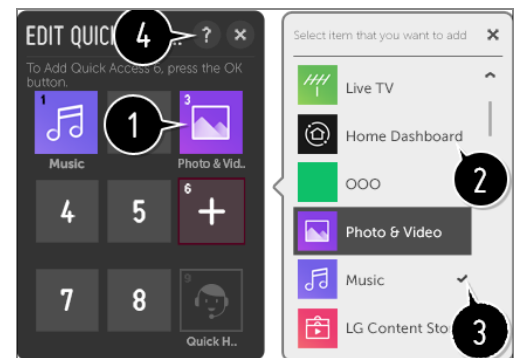 EDIT QUIC
..
?
4
To Add Quick Access 6, press the OK
button.
1
3
1
Music
Photo & Vid..
4
5
6
7
8
9
Quick H..
Select item that you want to add
Live TV
Home Dashboard
2
OOO
Photo & Video
Music
LG Content Sto
3